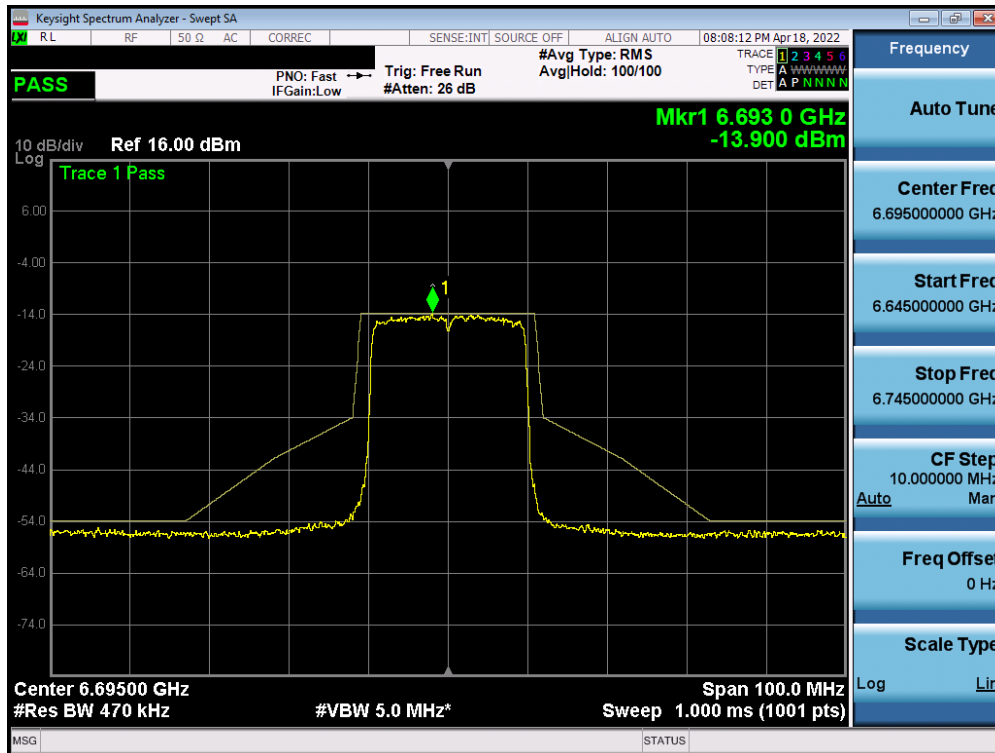 Keysight Spectrum Analyzer - Swept SA
LXI RL RF 50 Ω AC CORREC SENSE:INT SOURCE OFF ALIGN AUTO 08:08:12 PM Apr 18, 2022
PASS
PNO: Fast
IFGain:Low
Trig: Free Run
#Atten: 26 dB
#Avg Type: RMS
Avg|Hold: 100/100
TRACE 1 2 3 4 5 6
TYPE A WWWWW
DET A P N N N N
Mkr1 6.693 0 GHz
-13.900 dBm
10 dB/div Ref 16.00 dBm
Log
Trace 1 Pass
1
6.00
-4.00
-14.0
-24.0
-34.0
-44.0
-54.0
-64.0
-74.0
Center 6.69500 GHz Span 100.0 MHz
#Res BW 470 kHz #VBW 5.0 MHz* Sweep 1.000 ms (1001 pts)
MSG STATUS
Frequency
Auto Tune
Center Freq
6.695000000 GHz
Start Freq
6.645000000 GHz
Stop Freq
6.745000000 GHz
CF Step
10.000000 MHz
Auto Man
Freq Offset
0 Hz
Scale Type
Log Lin